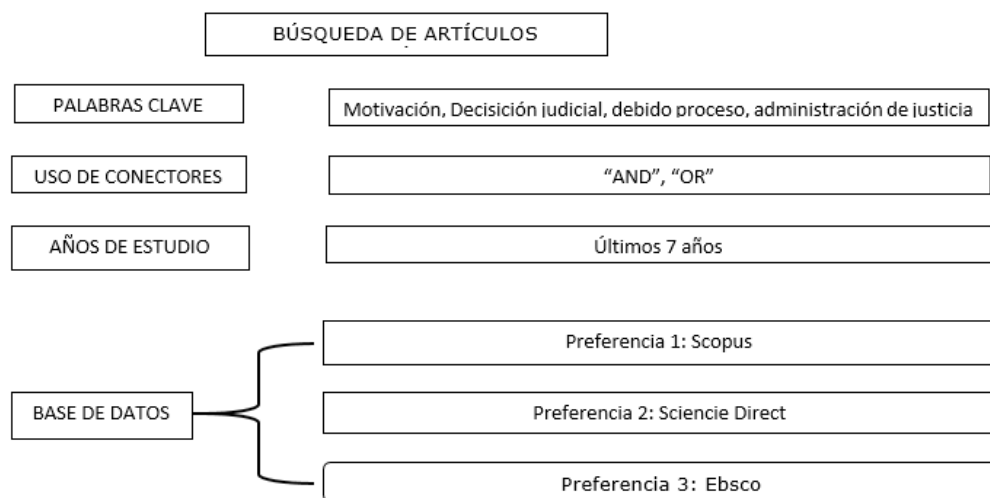 BÚSQUEDA DE ARTÍCULOS
PALABRAS CLAVE
Motivación, Decisición judicial, debido proceso, administración de justicia
USO DE CONECTORES
“AND”, “OR”
AÑOS DE ESTUDIO
Últimos 7 años
Preferencia 1: Scopus
BASE DE DATOS
Preferencia 2: Sciencie Direct
Preferencia 3: Ebsco